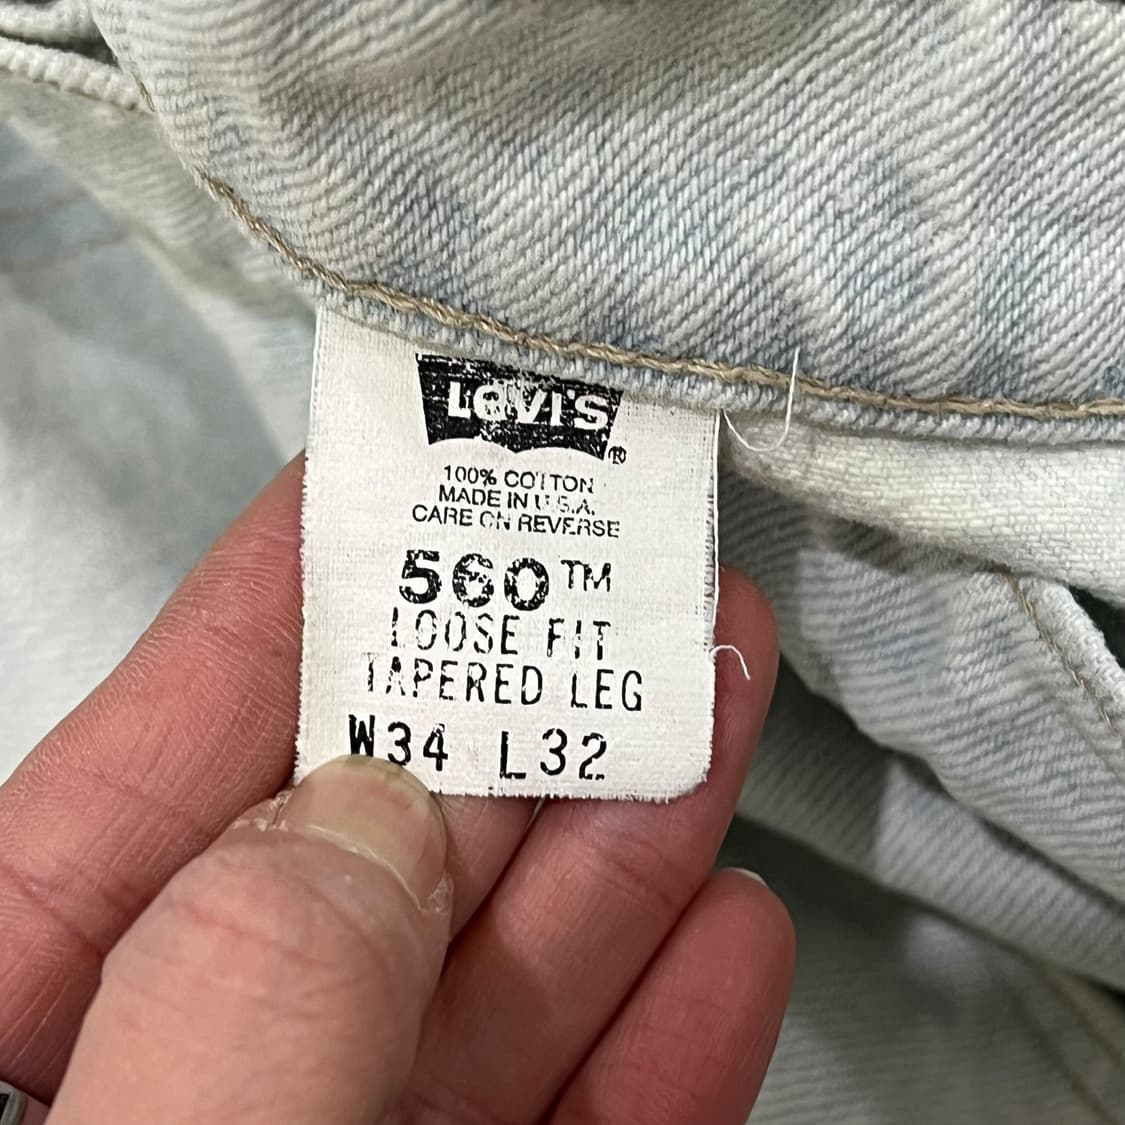 LEVI'S
®
100% COTTON
MADE IN U.S.A.
CARE ON REVERSE
560™
LOOSE FIT
TAPERED LEG
W34 L32